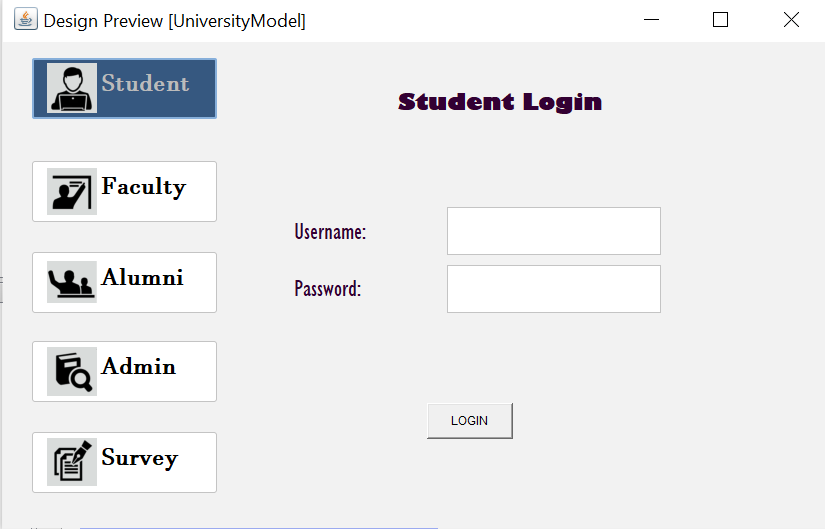 Design Preview [UniversityModel]
Student
Student Login
Faculty
Username:
Alumni
Password:
Admin
LOGIN
Survey